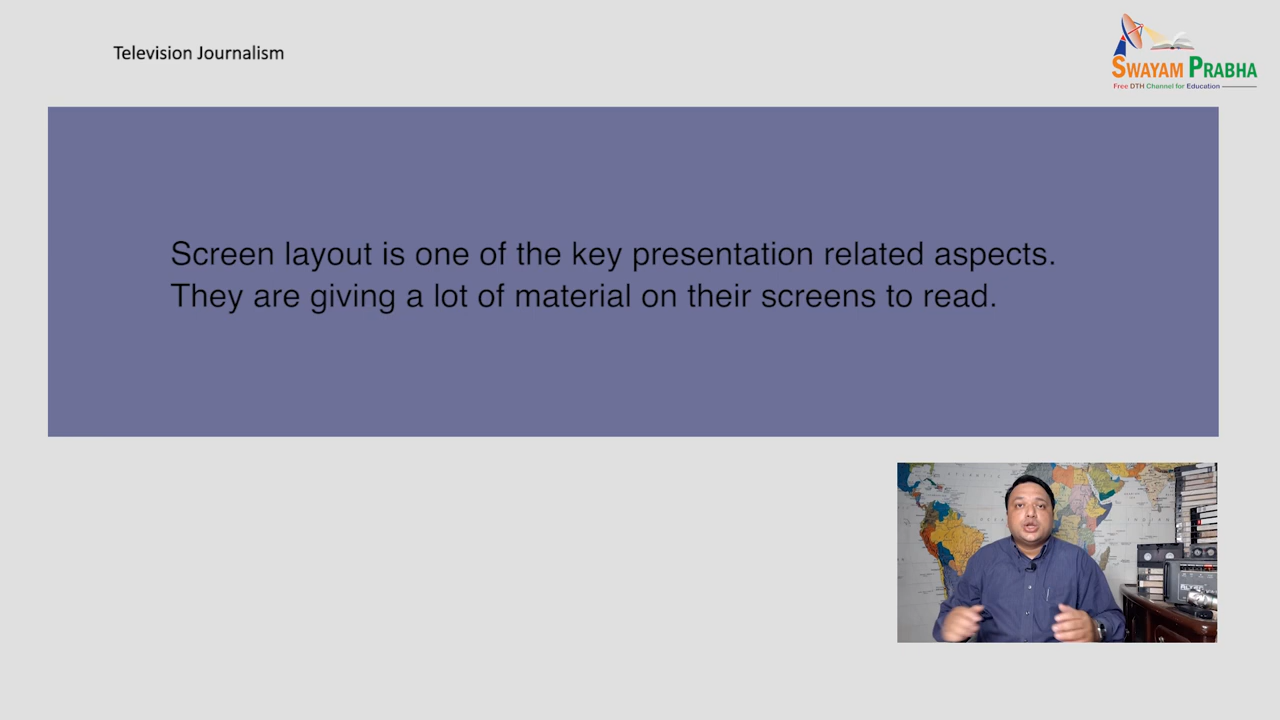 Television Journalism
SWAYAM PRABHA
Free DTH Channel for Education
Screen layout is one of the key presentation related aspects.
They are giving a lot of material on their screens to read.